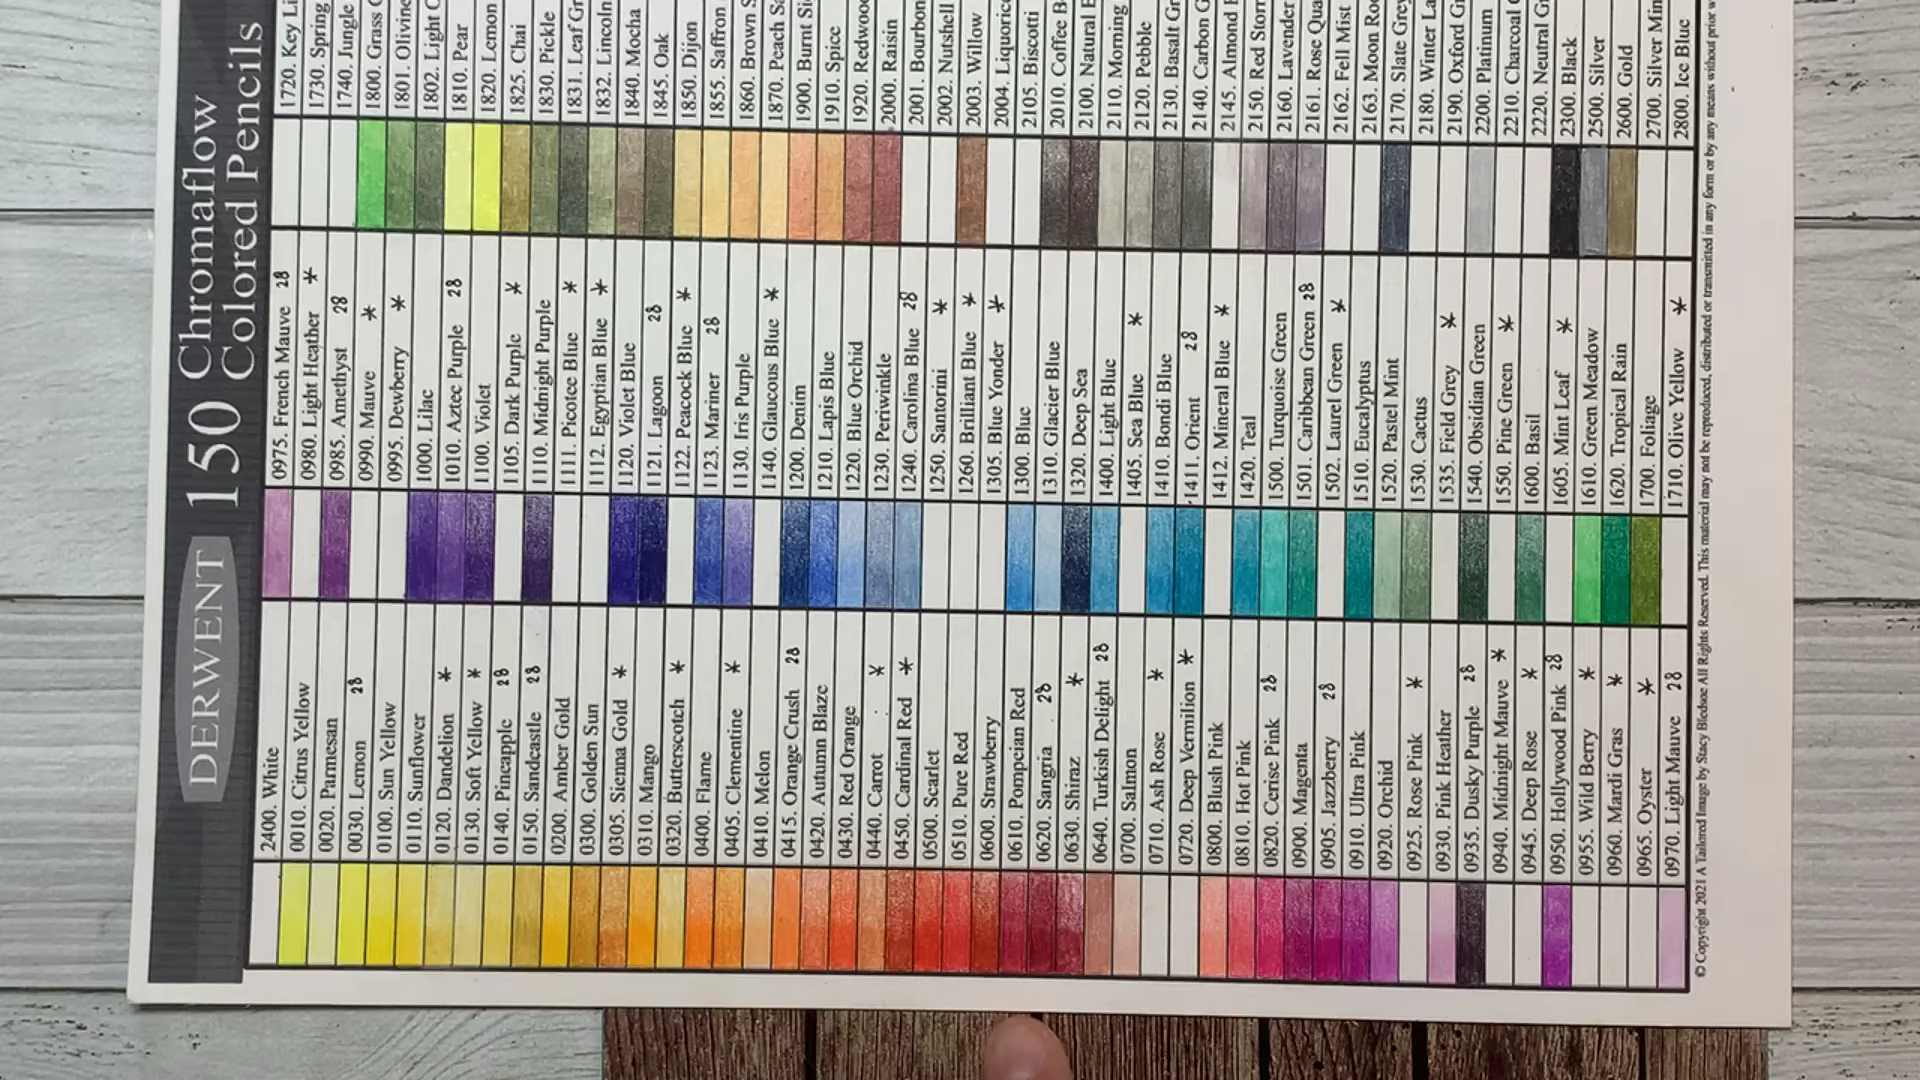 DERWENT 150 Chromaflow
Colored Pencils
2400. White
0010. Citrus Yellow
0020. Parmesan
0030. Lemon 28
0100. Sun Yellow
0110. Sunflower
0120. Dandelion *
0130. Soft Yellow *
0140. Pineapple 28
0150. Sandcastle 28
0200. Amber Gold
0300. Golden Sun
0305. Sienna Gold *
0310. Mango
0320. Butterscotch *
0400. Flame
0405. Clementine *
0410. Melon
0415. Orange Crush 28
0420. Autumn Blaze
0430. Red Orange
0440. Carrot *
0450. Cardinal Red *
0500. Scarlet
0510. Pure Red
0600. Strawberry
0610. Pompeian Red
0620. Sangria 28
0630. Shiraz *
0640. Turkish Delight 28
0700. Salmon
0710. Ash Rose *
0720. Deep Vermilion *
0800. Blush Pink
0810. Hot Pink
0820. Cerise Pink 28
0900. Magenta
0905. Jazzberry 28
0910. Ultra Pink
0920. Orchid
0925. Rose Pink *
0930. Pink Heather
0935. Dusky Purple 28
0940. Midnight Mauve *
0945. Deep Rose *
0950. Hollywood Pink 28
0955. Wild Berry *
0960. Mardi Gras *
0965. Oyster *
0970. Light Mauve 28
0975. French Mauve 28
0980. Light Heather *
0985. Amethyst 28
0990. Mauve *
0995. Dewberry *
1000. Lilac
1010. Aztec Purple 28
1100. Violet
1105. Dark Purple *
1110. Midnight Purple
1111. Picotee Blue *
1112. Egyptian Blue *
1120. Violet Blue
1121. Lagoon 28
1122. Peacock Blue *
1123. Mariner 28
1130. Iris Purple
1140. Glaucous Blue *
1200. Denim
1210. Lapis Blue
1220. Blue Orchid
1230. Periwinkle
1240. Carolina Blue 28
1250. Santorini *
1260. Brilliant Blue *
1305. Blue Yonder *
1300. Blue
1310. Glacier Blue
1320. Deep Sea
1400. Light Blue
1405. Sea Blue *
1410. Bondi Blue
1411. Orient 28
1412. Mineral Blue *
1420. Teal
1500. Turquoise Green
1501. Caribbean Green 28
1502. Laurel Green *
1510. Eucalyptus
1520. Pastel Mint
1530. Cactus
1535. Field Grey *
1540. Obsidian Green
1550. Pine Green *
1600. Basil
1605. Mint Leaf *
1610. Green Meadow
1620. Tropical Rain
1700. Foliage
1710. Olive Yellow *
1720. Key Li
1730. Spring
1740. Jungle
1800. Grass
1801. Olivine
1802. Light
1810. Pear
1820. Lemon
1825. Chai
1830. Pickle
1831. Leaf Gr
1832. Lincoln
1840. Mocha
1845. Oak
1850. Dijon
1855. Saffron
1860. Brown S
1870. Peach Sa
1900. Burnt Si
1910. Spice
1920. Redwood
2000. Raisin
2001. Bourbon
2002. Nutshell
2003. Willow
2004. Liquorice
2105. Biscotti
2010. Coffee B
2100. Natural
2110. Morning
2120. Pebble
2130. Basalt Gr
2140. Carbon G
2145. Almond
2150. Red Stor
2160. Lavender
2161. Rose Qua
2162. Fell Mist
2163. Moon Ro
2170. Slate Grey
2180. Winter La
2190. Oxford G
2200. Platinum
2210. Charcoal
2220. Neutral G
2300. Black
2500. Silver
2600. Gold
2700. Silver Min
2800. Ice Blue
© Copyright 2021 A Tailored Image by Stacy Bledsoe All Rights Reserved. This material may not be reproduced, distributed or transmitted in any form or by any means without prior w